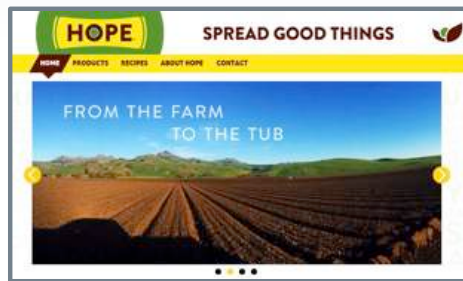 HOPE
SPREAD GOOD THINGS
HOME PRODUCTS RECIPES ABOUT HOPE CONTACT
FROM THE FARM
TO THE TUB